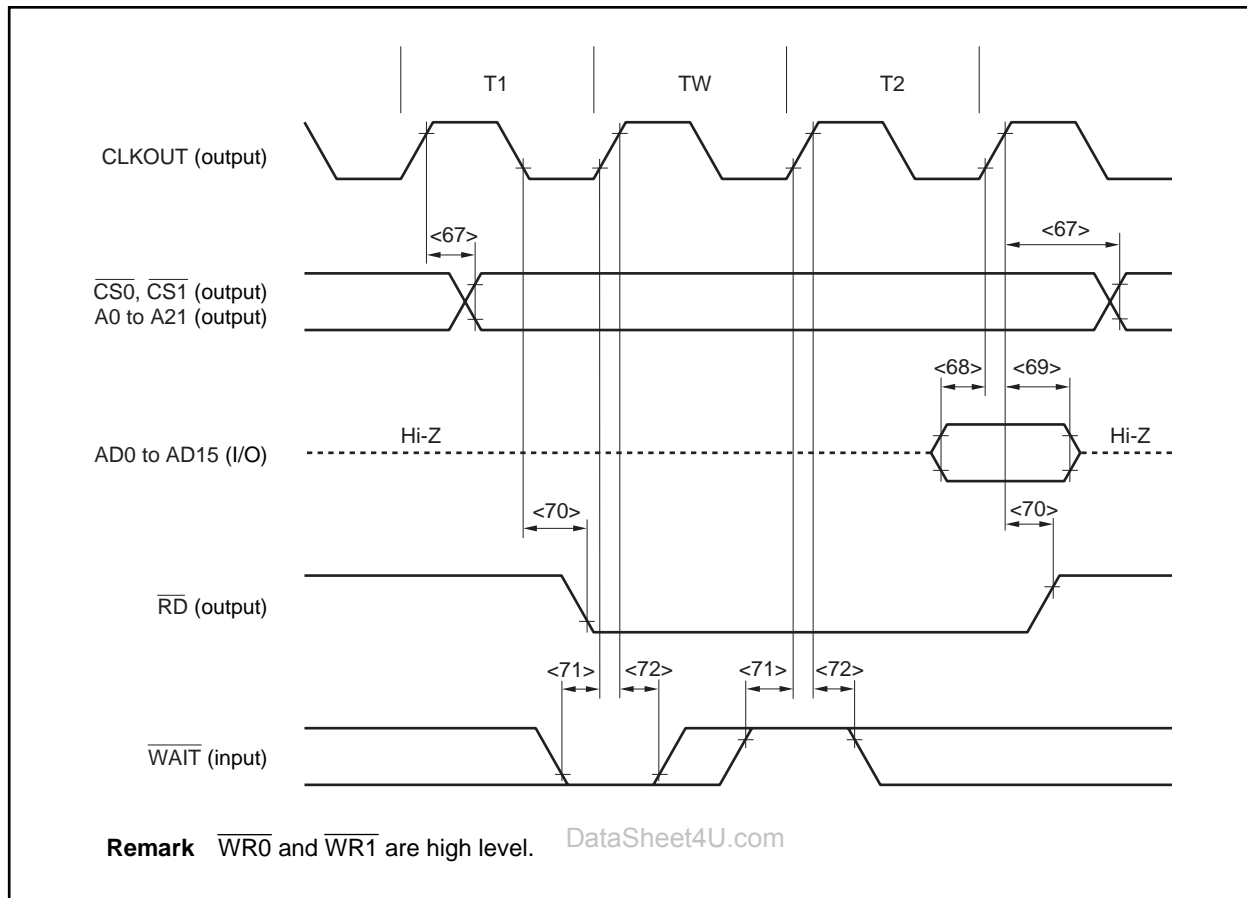 T1 TW T2
CLKOUT (output)
<67> <67>
CS0, CS1 (output)
A0 to A21 (output)
<68> <69>
Hi-Z Hi-Z
AD0 to AD15 (I/O)
<70> <70>
RD (output)
<71> <72> <71> <72>
WAIT (input)
Remark WR0 and WR1 are high level.
DataSheet4U.com